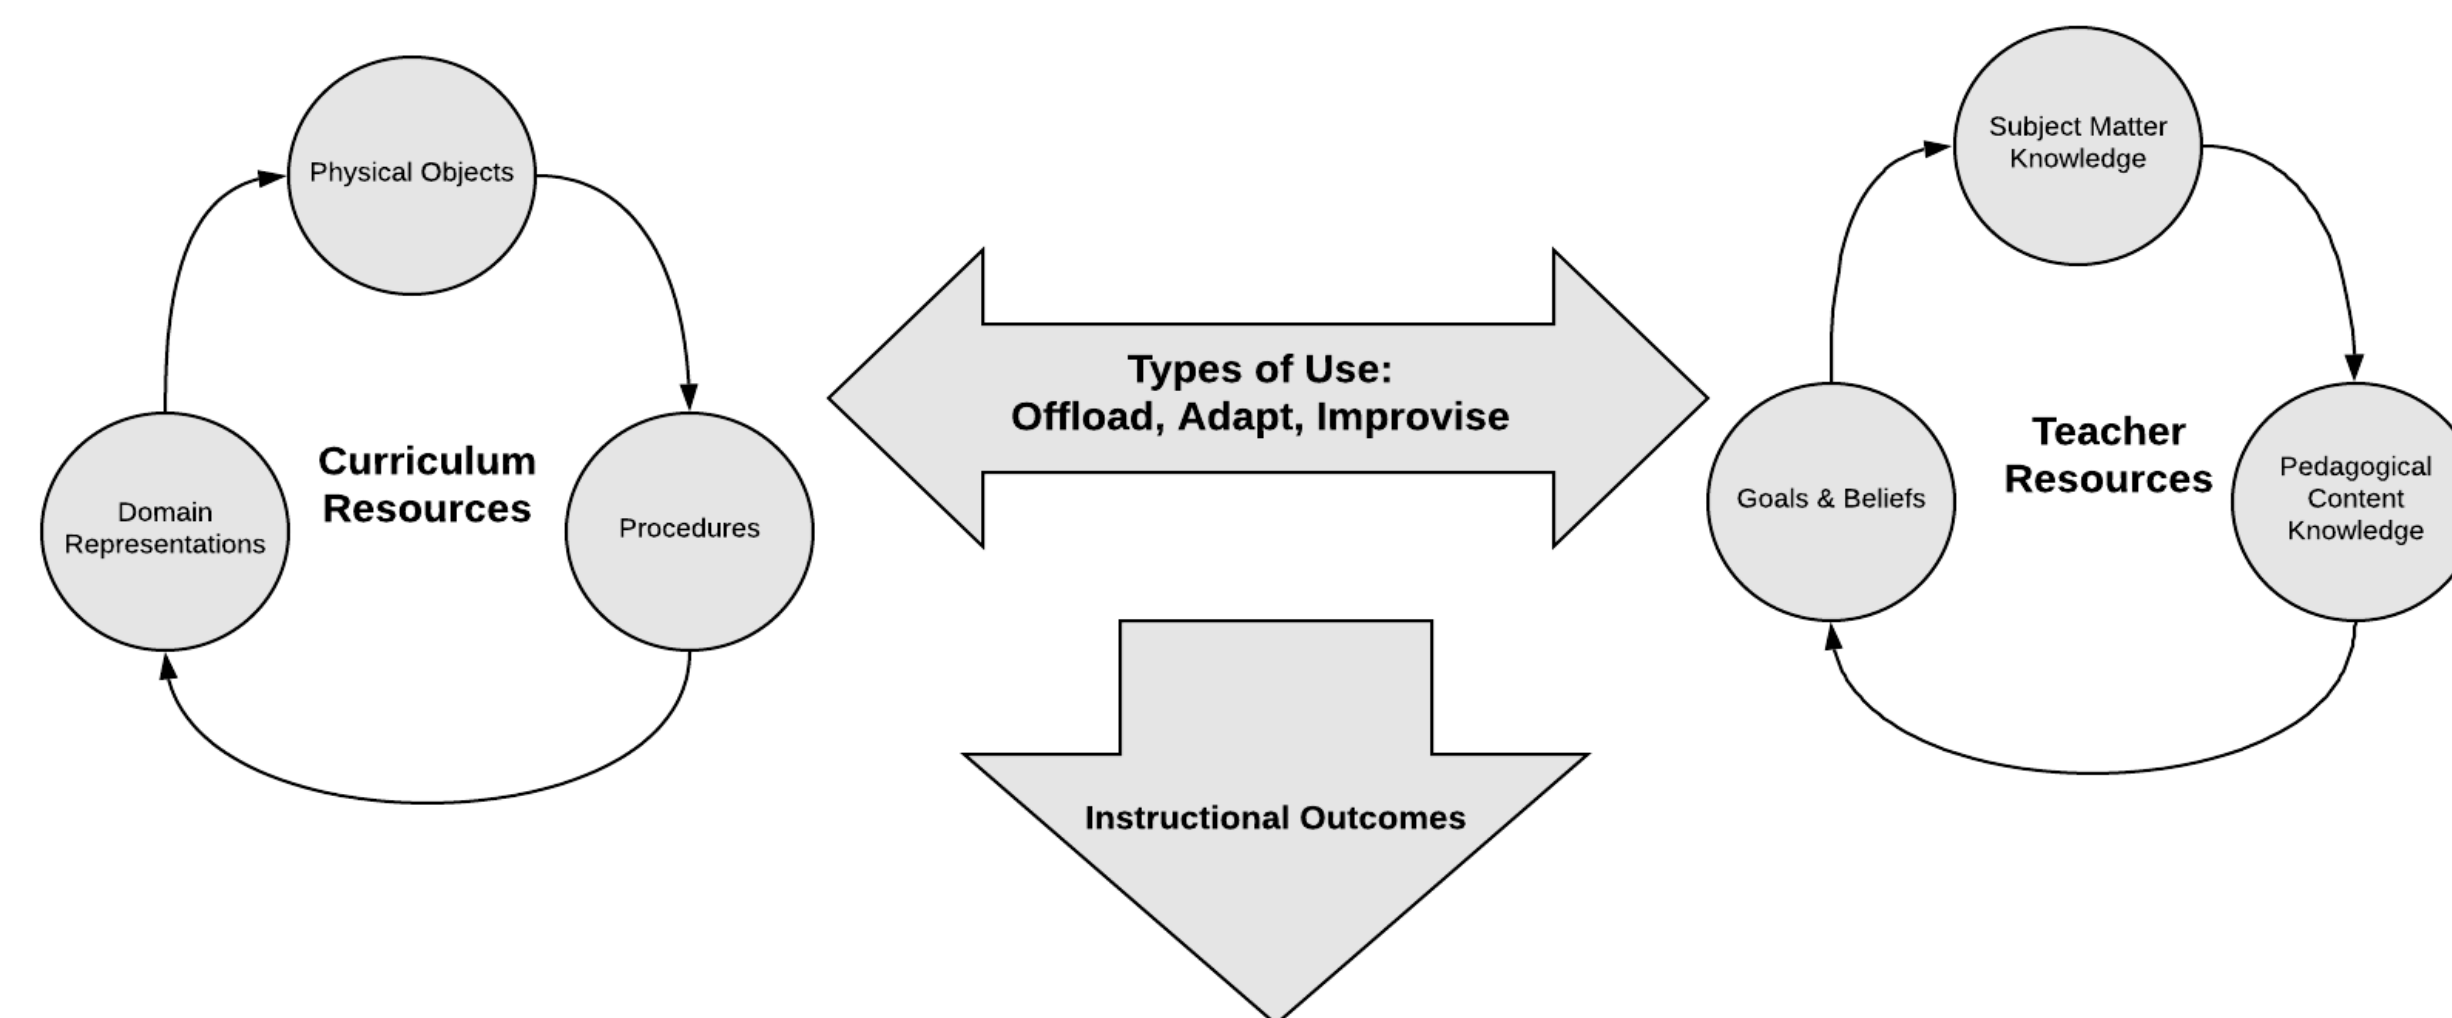 Physical Objects
Domain
Representations
Curriculum
Resources
Procedures
Types of Use:
Offload, Adapt, Improvise
Instructional Outcomes
Subject Matter
Knowledge
Goals & Beliefs
Teacher
Resources
Pedagogical
Content
Knowledge